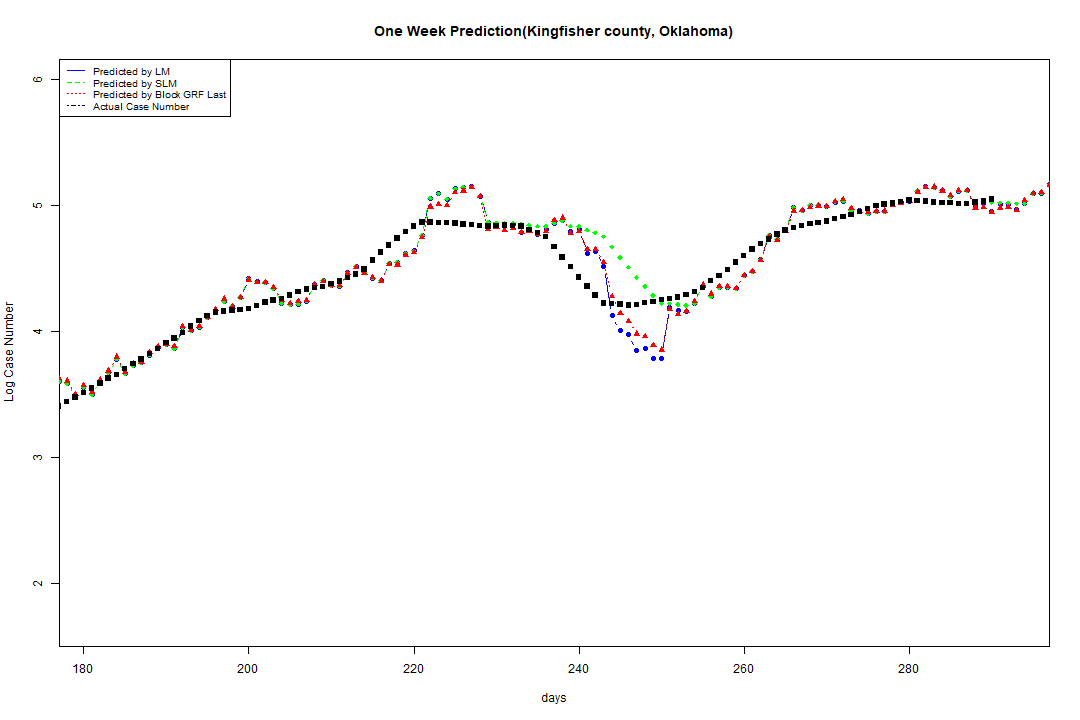 One Week Prediction(Kingfisher county, Oklahoma)
Predicted by LM
Predicted by SLM
Predicted by Block GRF Last
Actual Case Number
6
5
4
3
2
Log Case Number
180 200 220 240 260 280
days